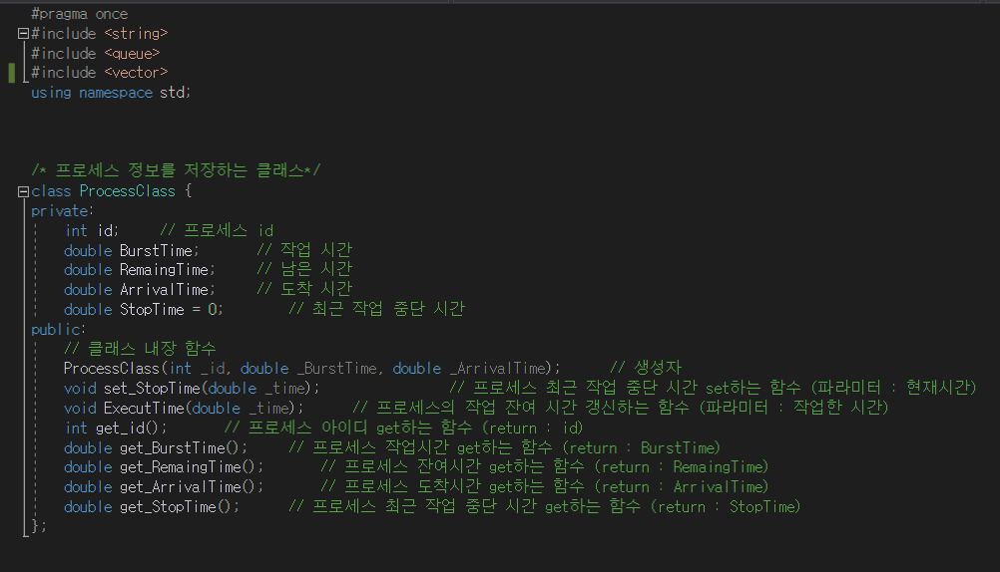 #pragma once
#include <string>
#include <queue>
#include <vector>
using namespace std;
/* 프로세스 정보를 저장하는 클래스*/
class ProcessClass {
private:
int id; // 프로세스 id
double BurstTime; // 작업 시간
double RemaingTime; // 남은 시간
double ArrivalTime; // 도착 시간
double StopTime = 0; // 최근 작업 중단 시간
public:
// 클래스 내장 함수
ProcessClass(int _id, double _BurstTime, double _ArrivalTime); // 생성자
void set_StopTime(double _time); // 프로세스 최근 작업 중단 시간 set하는 함수 (파라미터 : 현재시간)
void ExecutTime(double _time); // 프로세스의 작업 잔여 시간 갱신하는 함수 (파라미터 : 작업한 시간)
int get_id(); // 프로세스 아이디 get하는 함수 (return : id)
double get_BurstTime(); // 프로세스 작업시간 get하는 함수 (return : BurstTime)
double get_RemaingTime(); // 프로세스 잔여시간 get하는 함수 (return : RemaingTime)
double get_ArrivalTime(); // 프로세스 도착시간 get하는 함수 (return : ArrivalTime)
double get_StopTime(); // 프로세스 최근 작업 중단 시간 get하는 함수 (return : StopTime)
};